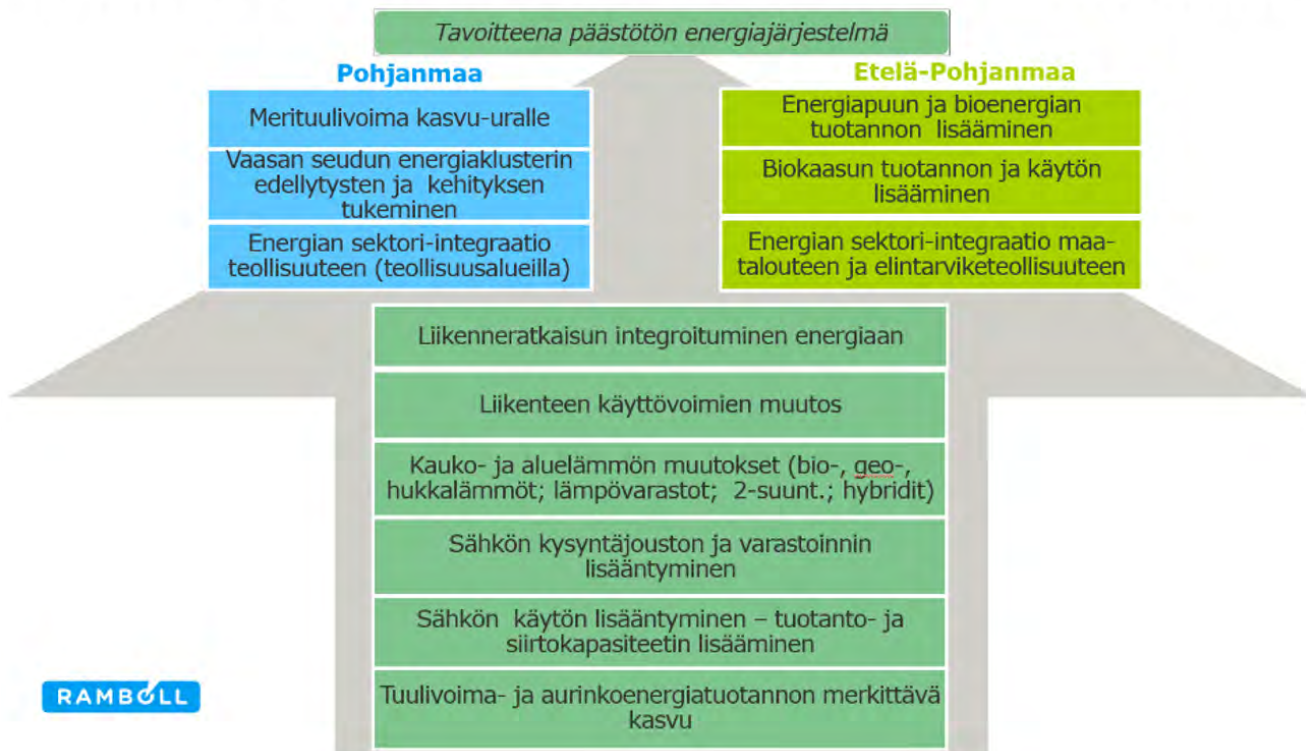 Tavoitteena päästötön energiajärjestelmä
Pohjanmaa
Merituulivoima kasvu-uralle
Vaasan seudun energiaklusterin
edellytysten ja kehityksen
tukeminen
Energian sektori-integraatio
teollisuuteen (teollisuusalueilla)
Etelä-Pohjanmaa
Energiapuun ja bioenergian
tuotannon lisääminen
Biokaasun tuotannon ja käytön
lisääminen
Energian sektori-integraatio maa-
talouteen ja elintarviketeollisuuteen
Liikenneratkaisun integroituminen energiaan
Liikenteen käyttövoimien muutos
Kauko- ja aluelämmön muutokset (bio-, geo-,
hukkalämmöt; lämpövarastot; 2-suunt.; hybridit)
Sähkön kysyntäjouston ja varastoinnin
lisääntyminen
Sähkön käytön lisääntyminen – tuotanto- ja
siirtokapasiteetin lisääminen
Tuulivoima- ja aurinkoenergiatuotannon merkittävä
kasvu
RAMBOLL